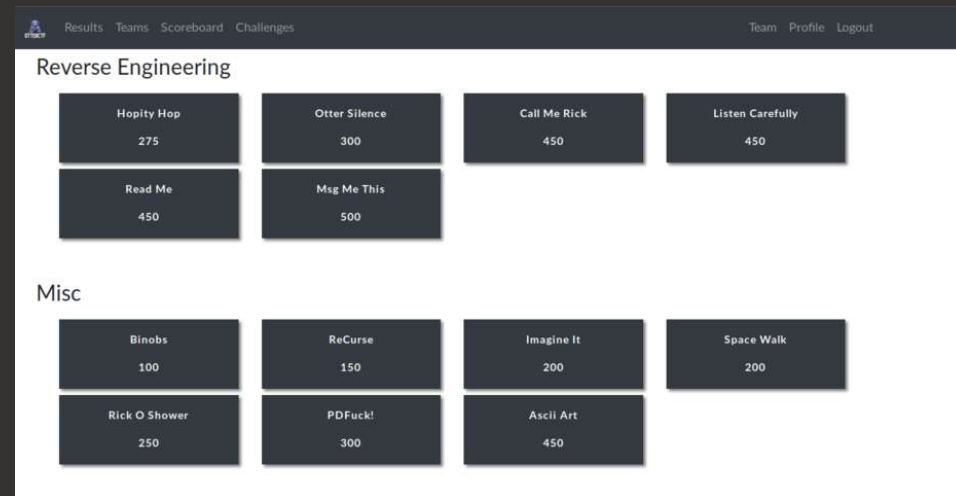 Results Teams Scoreboard Challenges Team Profile Logout
Reverse Engineering
Hopity Hop Otter Silence Call Me Rick Listen Carefully
275 300 450 450
Read Me Msg Me This
450 500
Misc
Binobs ReCurse Imagine It Space Walk
100 150 200 200
Rick O Shower PDFuck! Ascii Art
250 300 450